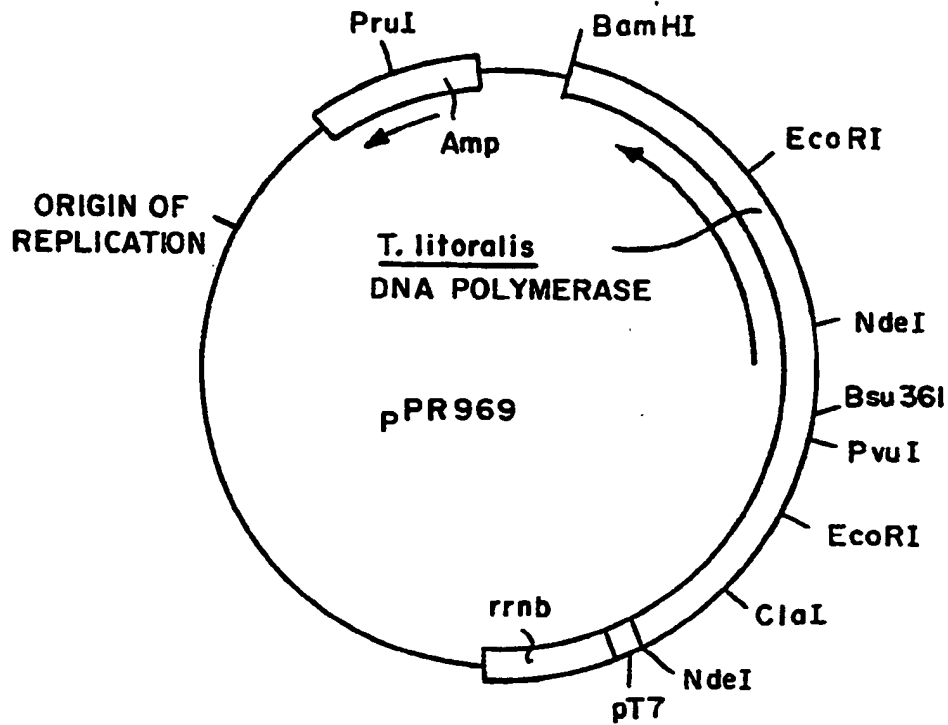 PruI
BamHI
EcoRI
Amp
ORIGIN OF
REPLICATION
T. litoralis
DNA POLYMERASE
NdeI
pPR969
Bsu36I
PvuI
EcoRI
ClaI
rrnb
NdeI
pT7